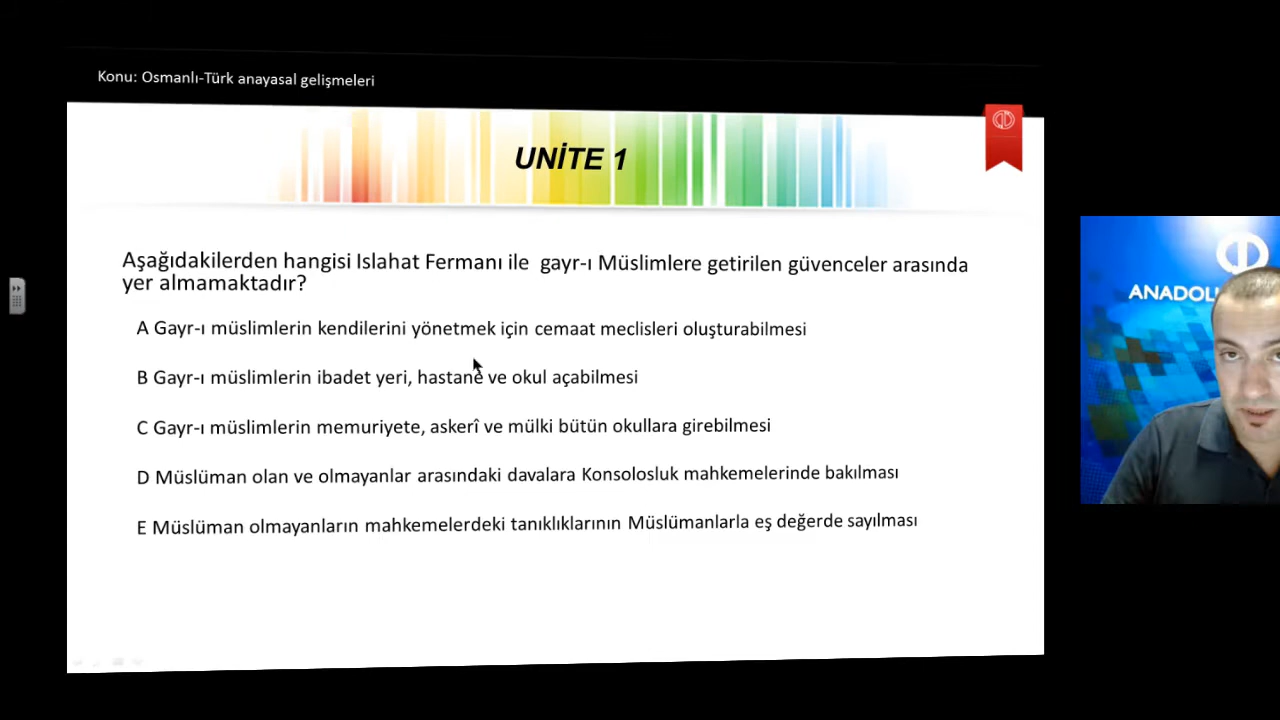 Konu: Osmanlı-Türk anayasal gelişmeleri
UNİTE 1
Aşağıdakilerden hangisi Islahat Fermanı ile gayr-ı Müslimlere getirilen güvenceler arasında
yer almamaktadır?
A Gayr-ı müslimlerin kendilerini yönetmek için cemaat meclisleri oluşturabilmesi
B Gayr-ı müslimlerin ibadet yeri, hastane ve okul açabilmesi
C Gayr-ı müslimlerin memuriyete, askerî ve mülki bütün okullara girebilmesi
D Müslüman olan ve olmayanlar arasındaki davalara Konsolosluk mahkemelerinde bakılması
E Müslüman olmayanların mahkemelerdeki tanıklıklarının Müslümanlarla eş değerde sayılması
ANADOLU